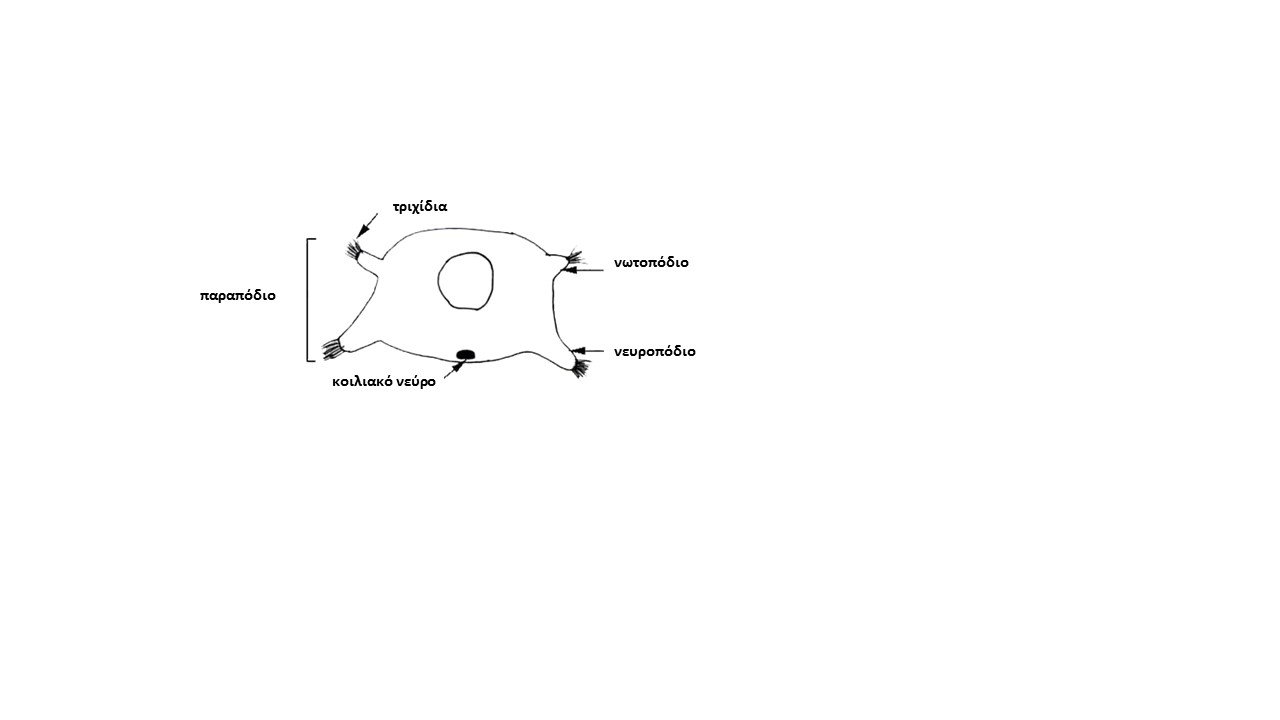 τριχίδια
νωτοπόδιο
παραπόδιο
νευροπόδιο
κοιλιακό νεύρο